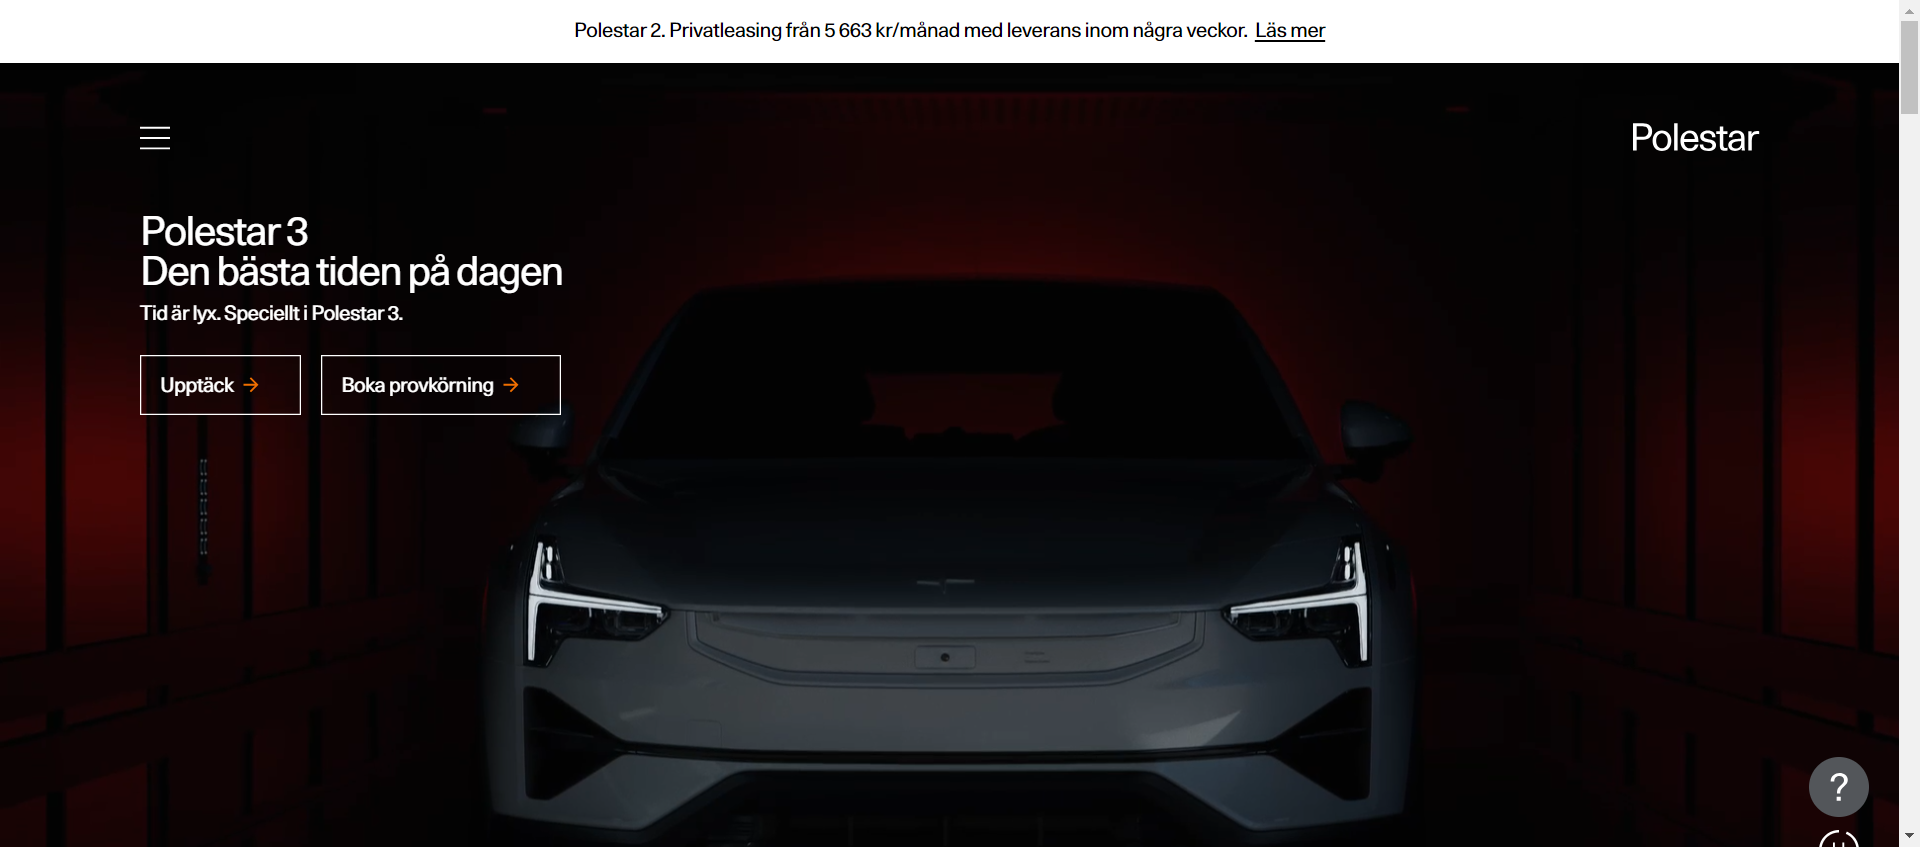 Polestar 2. Privatleasing från 5 663 kr/månad med leverans inom några veckor. Läs mer
Polestar
Polestar 3
Den bästa tiden på dagen
Tid är lyx. Speciellt i Polestar 3.
Upptäck → Boka provkörning →
?